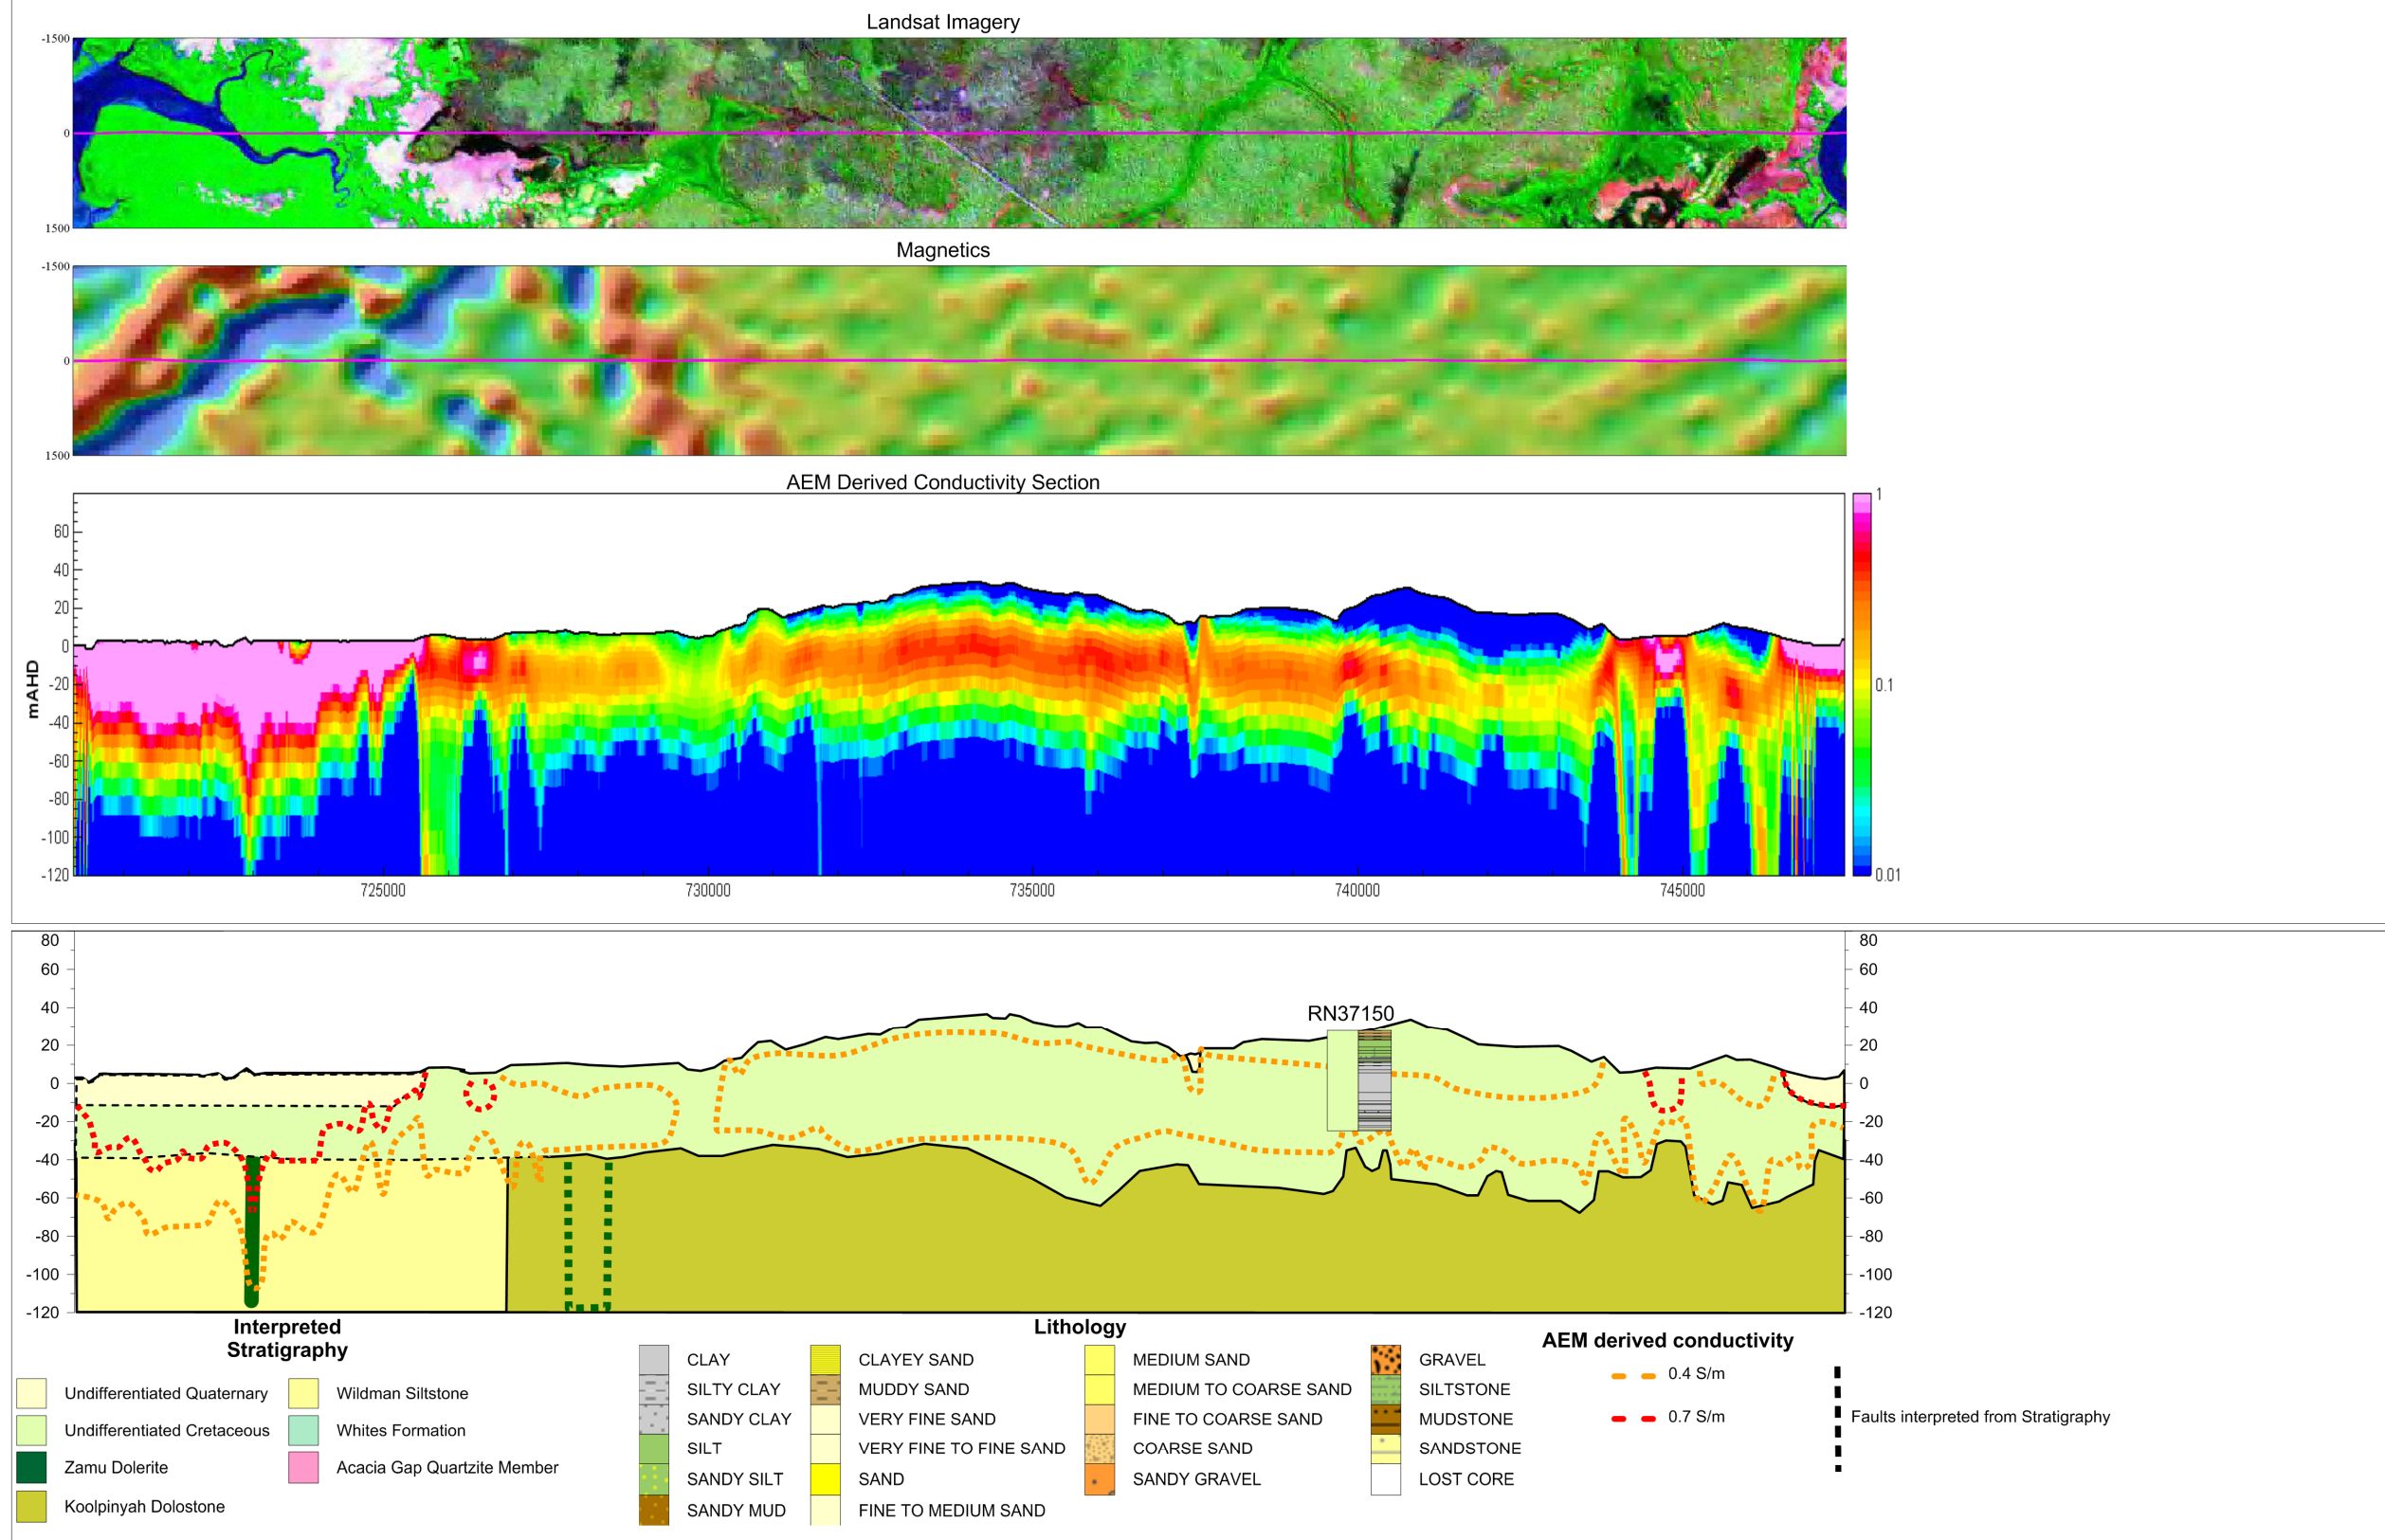 Landsat Imagery
-1500
0
1500
Magnetics
-1500
0
1500
AEM Derived Conductivity Section
mAHD
60
40
20
0
-20
-40
-60
-80
-100
-120
725000 730000 735000 740000 745000
1
0.1
0.01
80 80
60 60
40 RN37150 40
20 20
0 0
-20 -20
-40 -40
-60 -60
-80 -80
-100 -100
-120 -120
Interpreted
Stratigraphy
Undifferentiated Quaternary
Undifferentiated Cretaceous
Zamu Dolerite
Koolpinyah Dolostone
Wildman Siltstone
Whites Formation
Acacia Gap Quartzite Member
Lithology
CLAY
SILTY CLAY
SANDY CLAY
SILT
SANDY SILT
SANDY MUD
CLAYEY SAND
MUDDY SAND
VERY FINE SAND
VERY FINE TO FINE SAND
SAND
FINE TO MEDIUM SAND
MEDIUM SAND
MEDIUM TO COARSE SAND
FINE TO COARSE SAND
COARSE SAND
SANDY GRAVEL
GRAVEL
SILTSTONE
MUDSTONE
SANDSTONE
LOST CORE
AEM derived conductivity
0.4 S/m
0.7 S/m
Faults interpreted from Stratigraphy